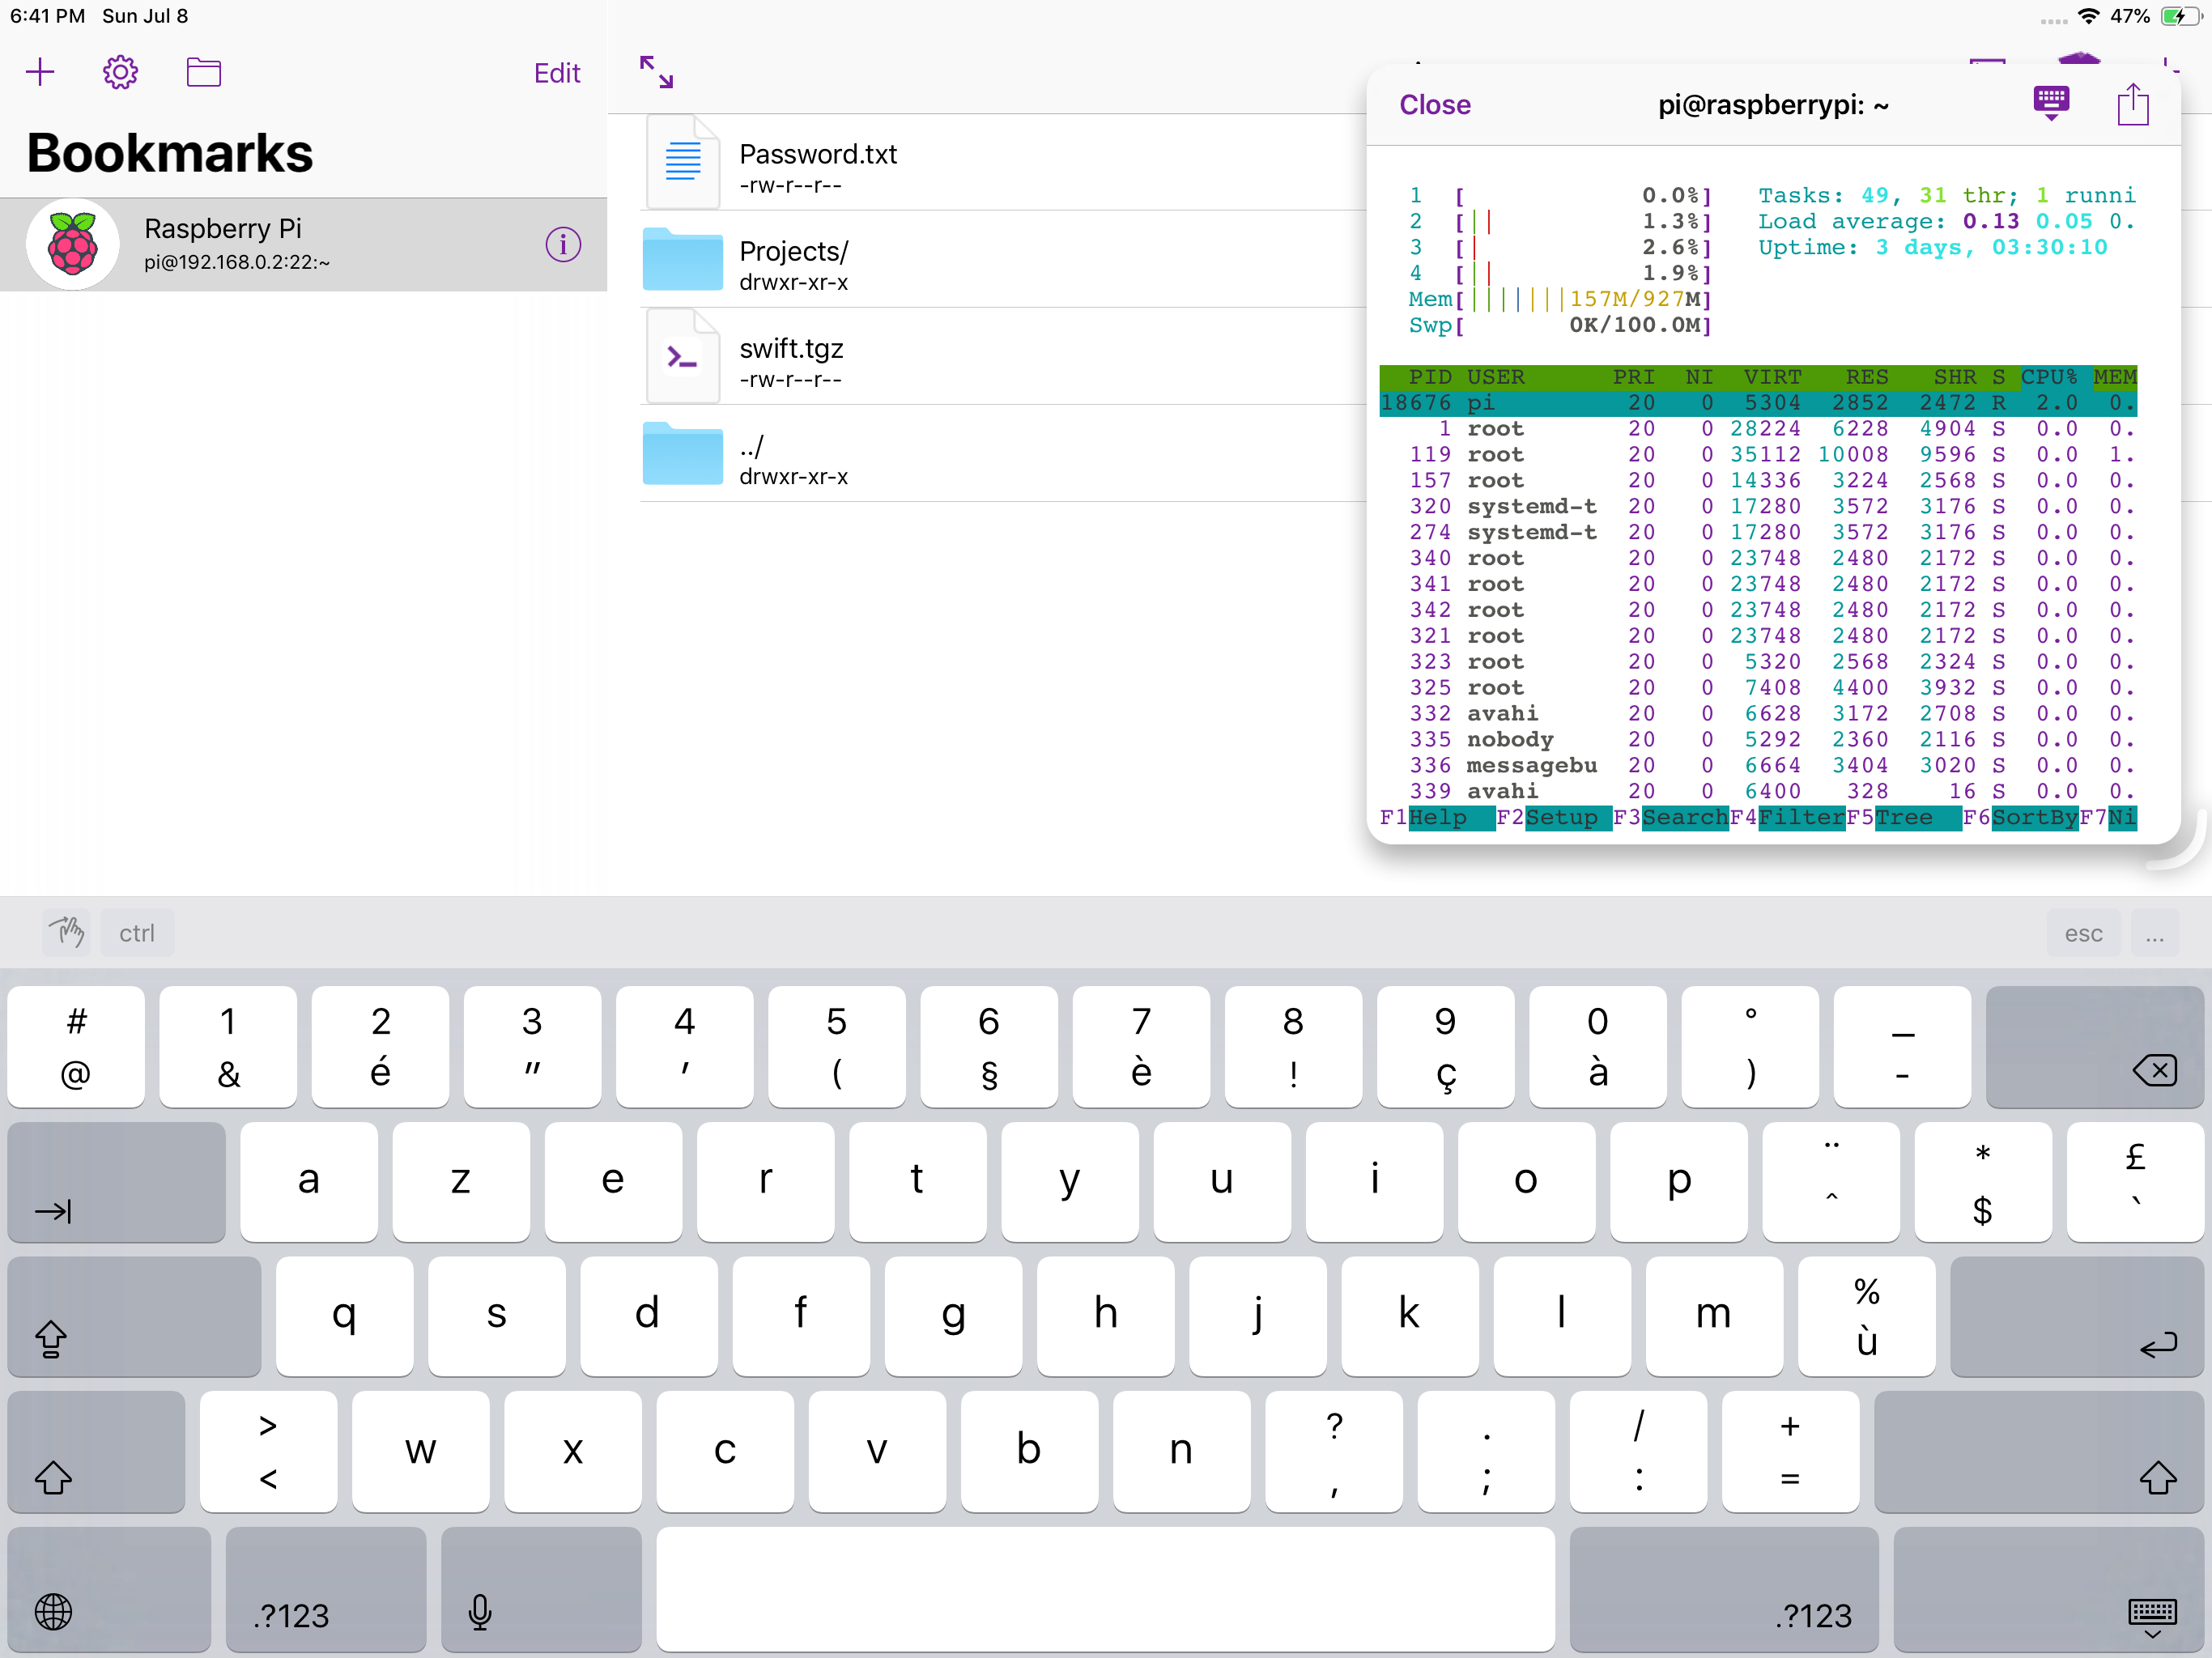 6:41 PM Sun Jul 8
47%
Edit
Bookmarks
Raspberry Pi
pi@192.168.0.2:22:~
Password.txt
-rw-r--r--
Projects/
drwxr-xr-x
swift.tgz
-rw-r--r--
../
drwxr-xr-x
Close pi@raspberrypi: ~
1 [ 0.0%] Tasks: 49, 31 thr; 1 runni
2 [|| 1.3%] Load average: 0.13 0.05 0.
3 [| 2.6%] Uptime: 3 days, 03:30:10
4 [|| 1.9%]
Mem[|||||||157M/927M]
Swp[ 0K/100.0M]
PID USER PRI NI VIRT RES SHR S CPU% MEM
18676 pi 20 0 5304 2852 2472 R 2.0 0.
1 root 20 0 28224 6228 4904 S 0.0 0.
119 root 20 0 35112 10008 9596 S 0.0 1.
157 root 20 0 14336 3224 2568 S 0.0 0.
320 systemd-t 20 0 17280 3572 3176 S 0.0 0.
274 systemd-t 20 0 17280 3572 3176 S 0.0 0.
340 root 20 0 23748 2480 2172 S 0.0 0.
341 root 20 0 23748 2480 2172 S 0.0 0.
342 root 20 0 23748 2480 2172 S 0.0 0.
321 root 20 0 23748 2480 2172 S 0.0 0.
323 root 20 0 5320 2568 2324 S 0.0 0.
325 root 20 0 7408 4400 3932 S 0.0 0.
332 avahi 20 0 6628 3172 2708 S 0.0 0.
335 nobody 20 0 5292 2360 2116 S 0.0 0.
336 messagebu 20 0 6664 3404 3020 S 0.0 0.
339 avahi 20 0 6400 328 16 S 0.0 0.
F1Help F2Setup F3SearchF4FilterF5Tree F6SortByF7Ni
ctrl esc ...
# 1 2 3 4 5 6 7 8 9 0 ° _
@ & é " ' ( § è ! ç à ) -
a z e r t y u i o p ¨ * £
^ $ `
q s d f g h j k l m % ù
> w x c v b n ? . / +
< , ; : =
.?123 .?123